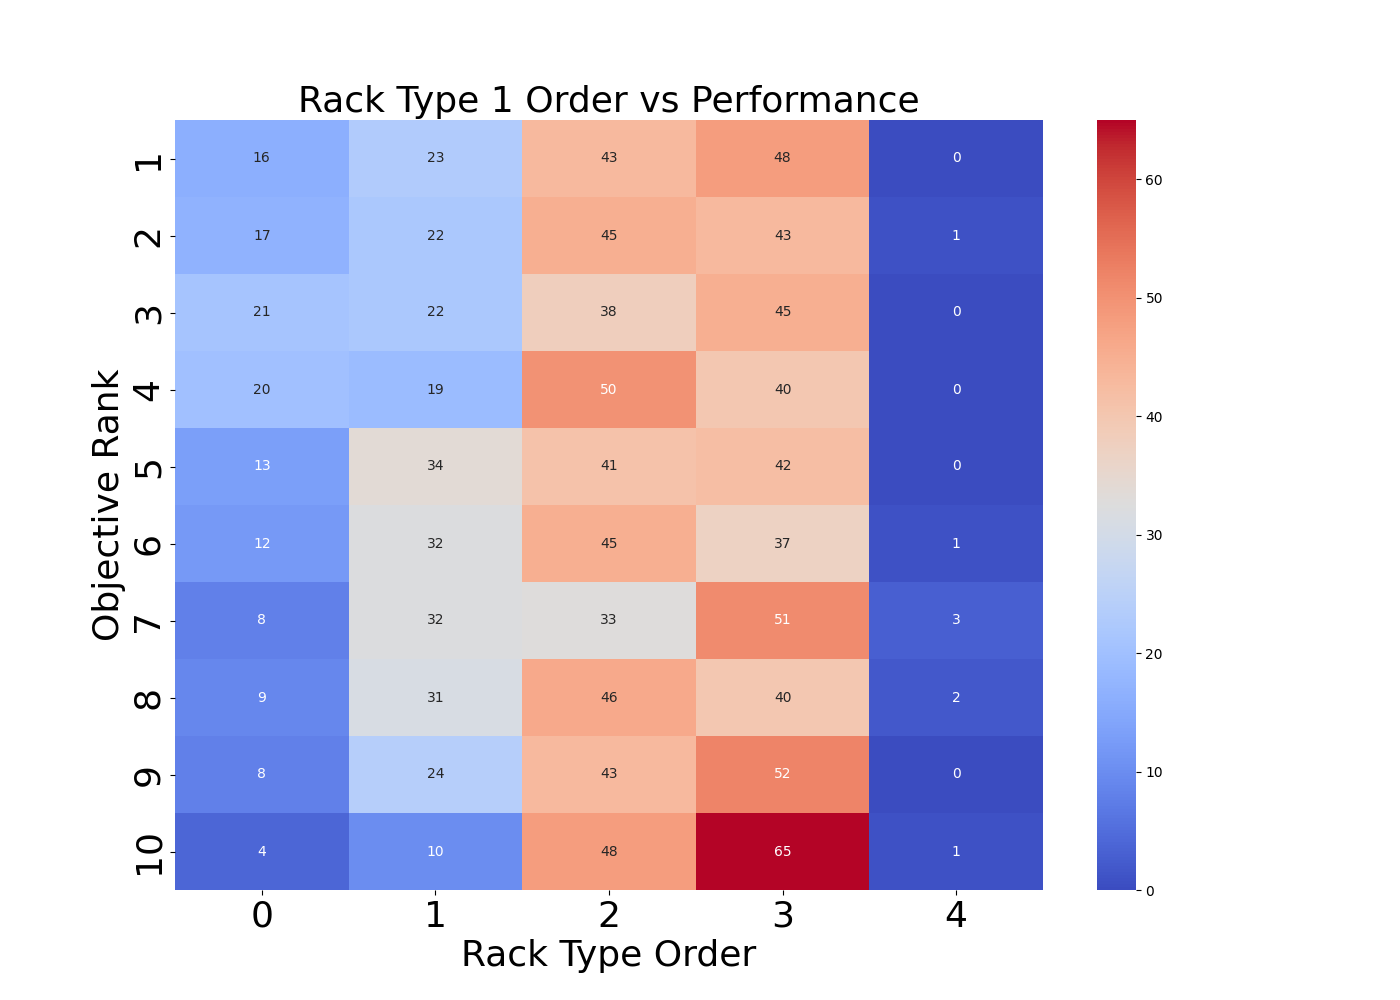 Rack Type 1 Order vs Performance
1 16 23 43 48 0
60
2 17 22 45 43 1
50
3 21 22 38 45 0
4 20 19 50 40 0
40
5 13 34 41 42 0
6 12 32 45 37 1
30
7 8 32 33 51 3
20
8 9 31 46 40 2
9 8 24 43 52 0
10
10 4 10 48 65 1
0
0 1 2 3 4
Rack Type Order
Objective Rank